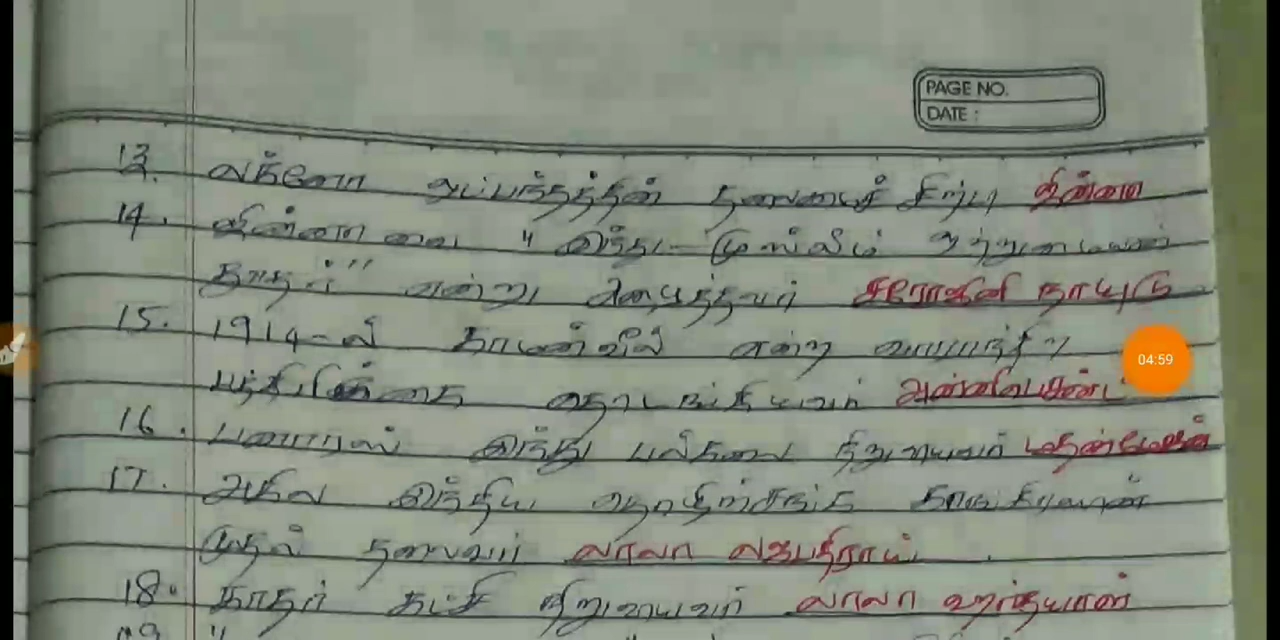 PAGE NO.
DATE :
13. லக்னோ ஒப்பந்தத்தின் தலைமைச் சிற்பி ஜின்னா
14. ஜின்னாவை "இந்து-முஸ்லிம் ஒற்றுமையின்
தூதர்" என்று அழைத்தவர் சரோஜினி நாயுடு
15. 1914-ல் காமன்வீல் என்ற வாராந்திர
பத்திரிக்கை தொடங்கியவர் அன்னிபெசன்ட்
04:59
16. பனாரஸ் இந்து பல்கலை நிறுவியவர் மதன்மோகன்
17. அகில இந்திய தொழிற்சங்க காங்கிரஸின்
முதல் தலைவர் லாலா லஜபதிராய்
18. காதர் கட்சி நிறுவியவர் லாலா ஹர்தயாள்
19. "